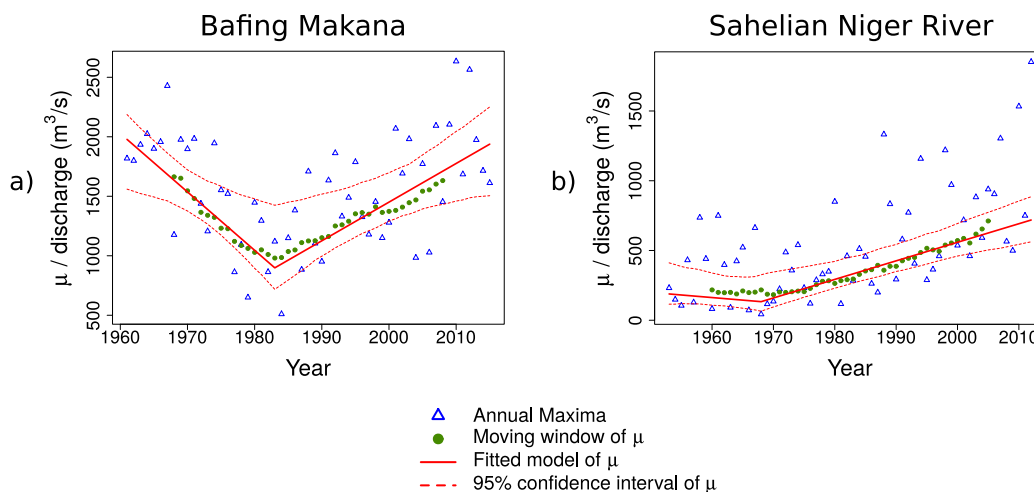 Bafing Makana
Sahelian Niger River
a)
μ / discharge (m³/s)
2500
2000
1500
1000
500
1960 1970 1980 1990 2000 2010
Year
b)
μ / discharge (m³/s)
1500
1000
500
0
1960 1970 1980 1990 2000 2010
Year
Annual Maxima
Moving window of μ
Fitted model of μ
95% confidence interval of μ